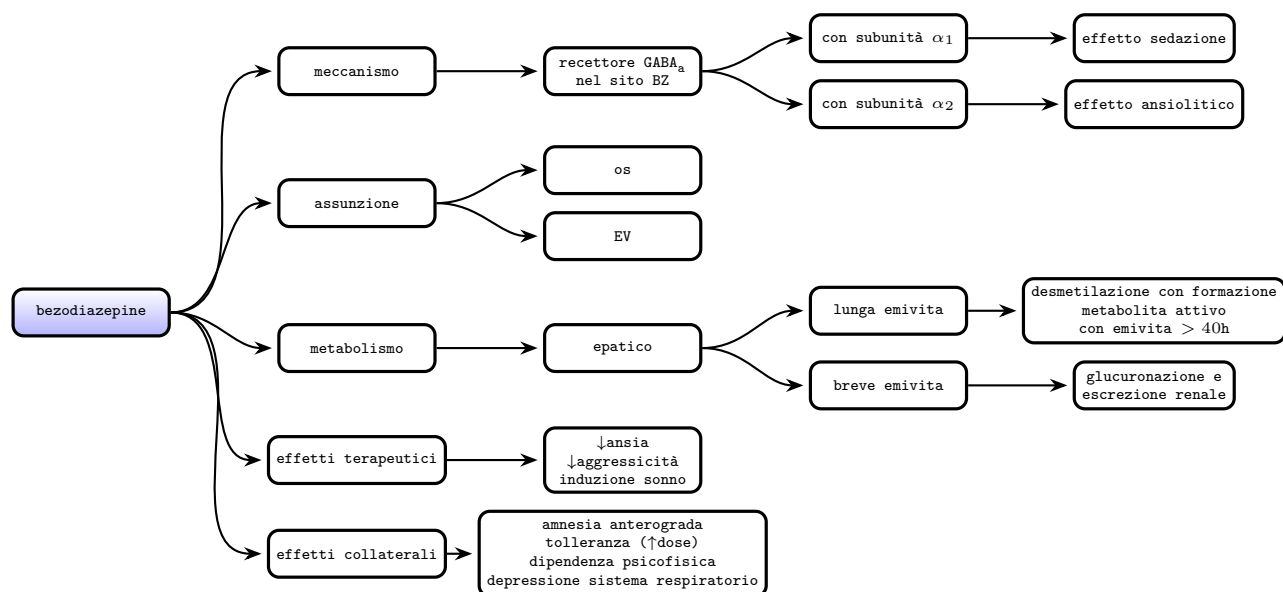 bezodiazepine
meccanismo
recettore GABAₐ
nel sito BZ
con subunità α₁
effetto sedazione
con subunità α₂
effetto ansiolitico
assunzione
os
EV
metabolismo
epatico
lunga emivita
desmetilazione con formazione
metabolita attivo
con emivita > 40h
breve emivita
glucuronazione e
escrezione renale
effetti terapeutici
↓ansia
↓aggressicità
induzione sonno
effetti collaterali
amnesia anterograda
tolleranza (↑dose)
dipendenza psicofisica
depressione sistema respiratorio